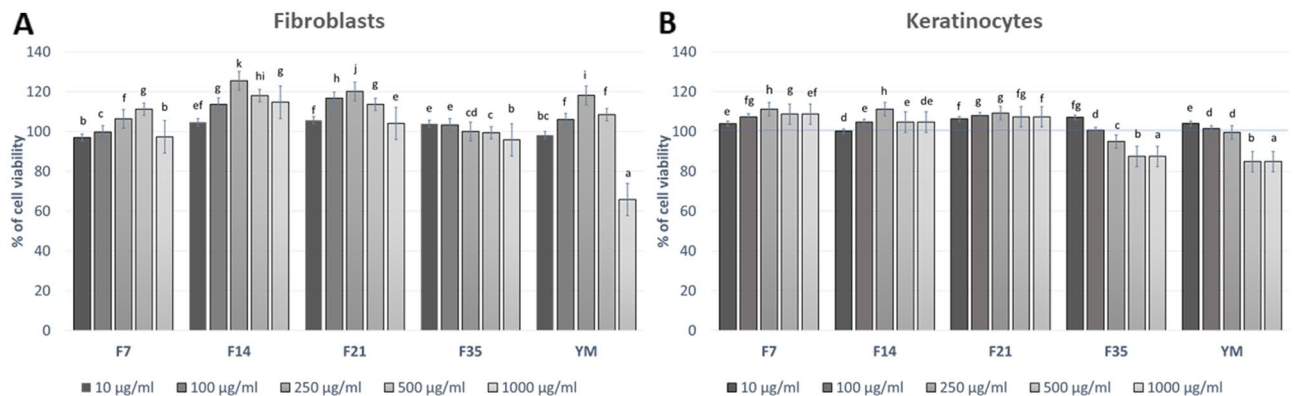 A
Fibroblasts
% of cell viability
140
120
100
80
60
40
20
0
b c f g b
ef g k hi g
f h j g e
e e cd c b
bc f i f a
F7 F14 F21 F35 YM
10 µg/ml 100 µg/ml 250 µg/ml 500 µg/ml 1000 µg/ml
B
Keratinocytes
% of cell viability
140
120
100
80
60
40
20
0
e fg h g ef
d e h e de
f g g fg f
fg d c b a
e d d b a
F7 F14 F21 F35 YM
10 µg/ml 100 µg/ml 250 µg/ml 500 µg/ml 1000 µg/ml